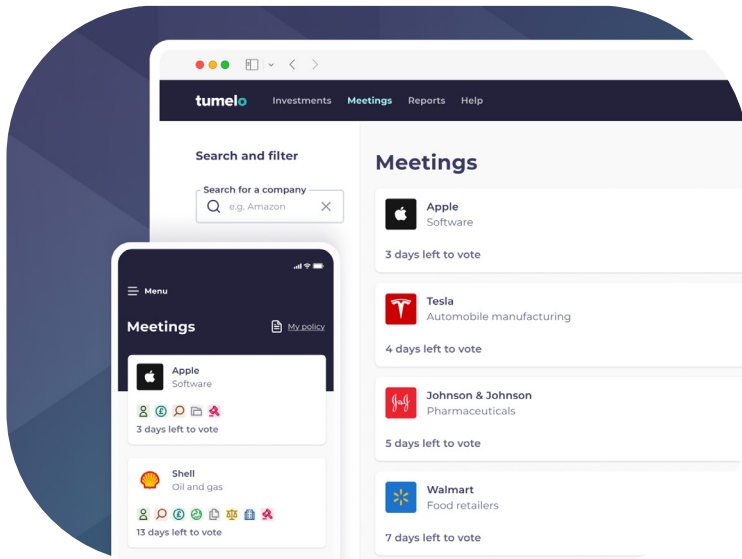 tumelo
Investments Meetings Reports Help
Search and filter
Search for a company
e.g. Amazon
Meetings
Apple
Software
3 days left to vote
Tesla
Automobile manufacturing
4 days left to vote
Johnson & Johnson
Pharmaceuticals
5 days left to vote
Walmart
Food retailers
7 days left to vote
Menu
Meetings
My policy
Apple
Software
3 days left to vote
Shell
Oil and gas
13 days left to vote